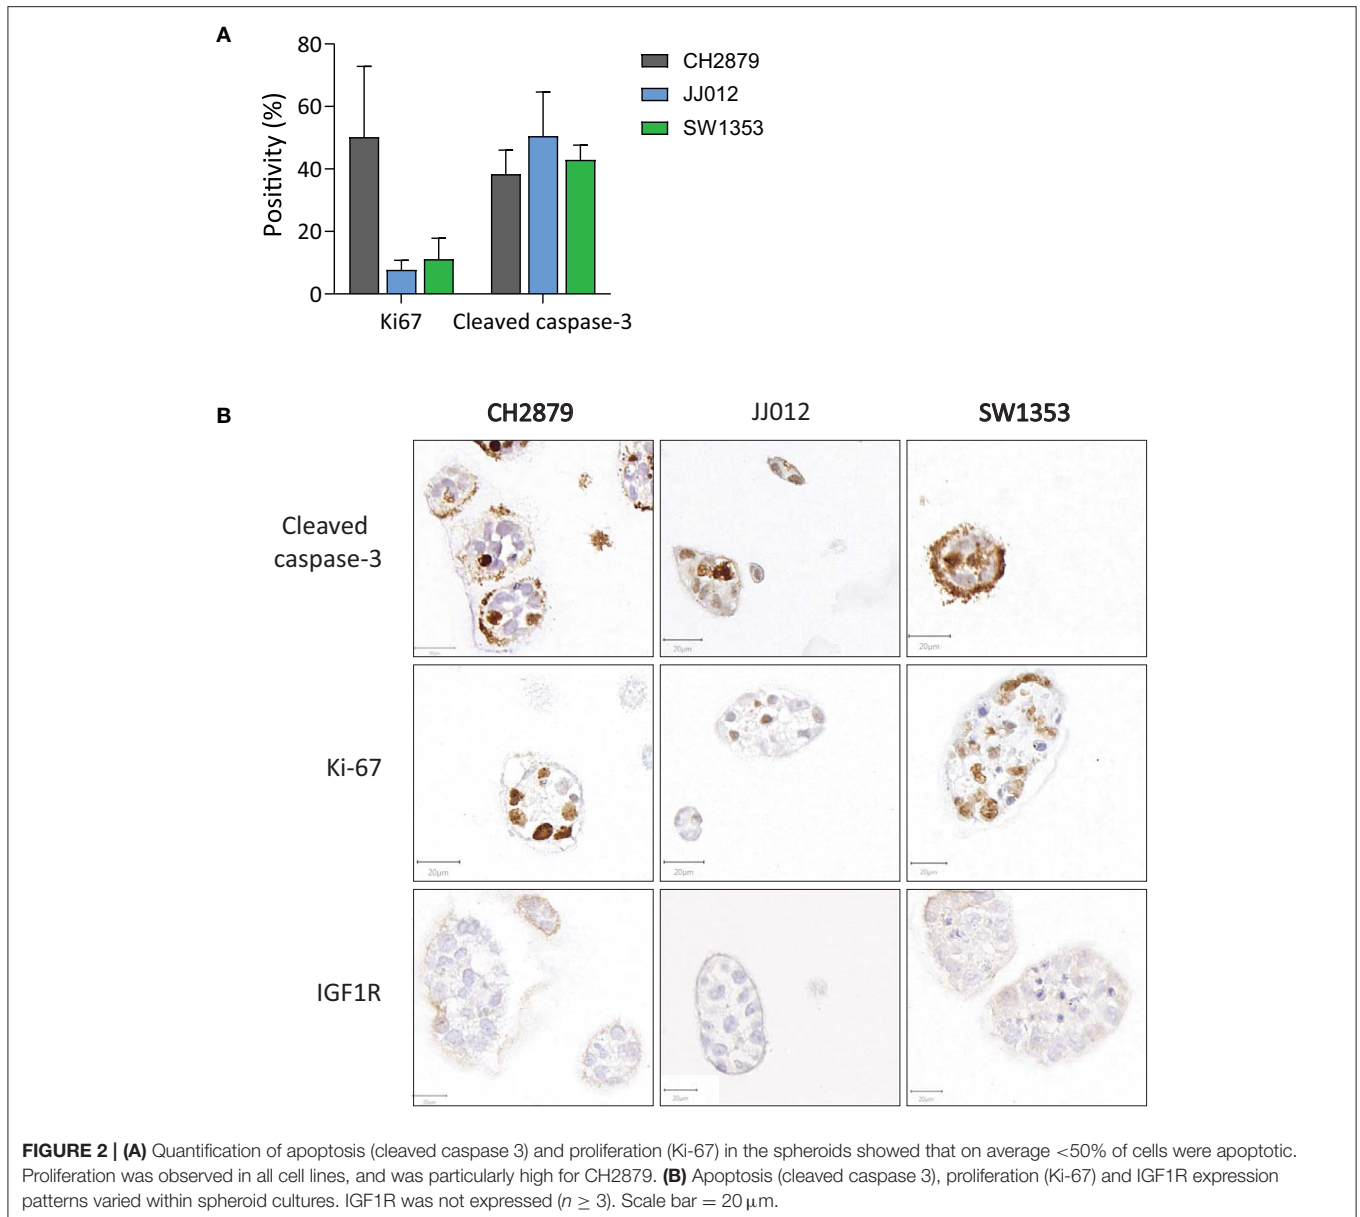 A
80
60
40
20
0
Positivity (%)
Ki67
Cleaved caspase-3
CH2879
JJ012
SW1353
B
CH2879 JJ012 SW1353
Cleaved
caspase-3
20μm
20μm
Ki-67
20μm
20μm
20μm
IGF1R
20μm
20μm
FIGURE 2 | (A) Quantification of apoptosis (cleaved caspase 3) and proliferation (Ki-67) in the spheroids showed that on average <50% of cells were apoptotic.
Proliferation was observed in all cell lines, and was particularly high for CH2879. (B) Apoptosis (cleaved caspase 3), proliferation (Ki-67) and IGF1R expression
patterns varied within spheroid cultures. IGF1R was not expressed (n ≥ 3). Scale bar = 20 μm.